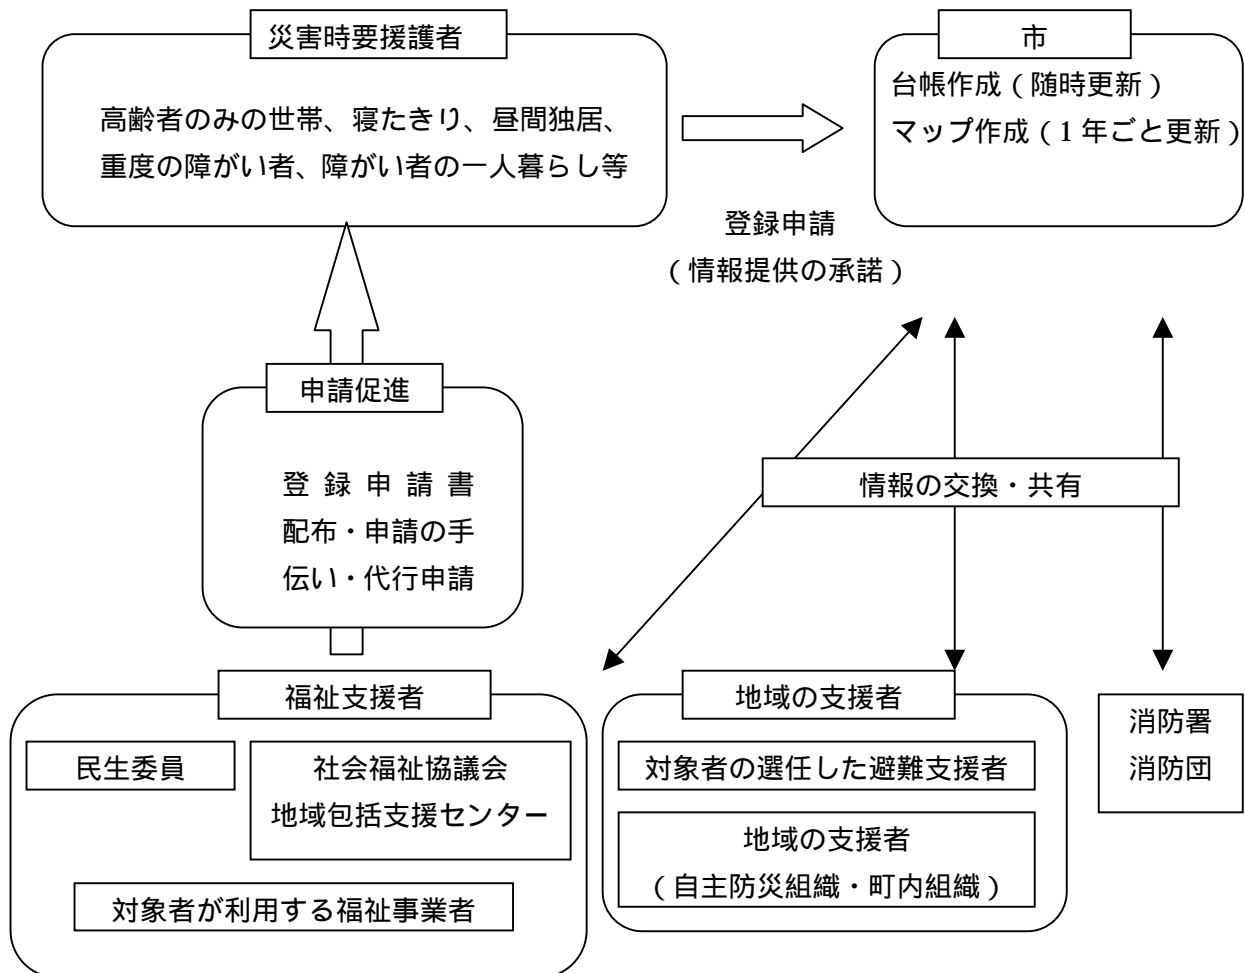 災害時要援護者
高齢者のみの世帯、寝たきり、昼間独居、
重度の障がい者、障がい者の一人暮らし等
市
台帳作成(随時更新)
マップ作成(1年ごと更新)
登録申請
(情報提供の承諾)
申請促進
登録申請書
配布・申請の手
伝い・代行申請
情報の交換・共有
福祉支援者
民生委員
社会福祉協議会
地域包括支援センター
対象者が利用する福祉事業者
地域の支援者
対象者の選任した避難支援者
地域の支援者
(自主防災組織・町内組織)
消防署
消防団